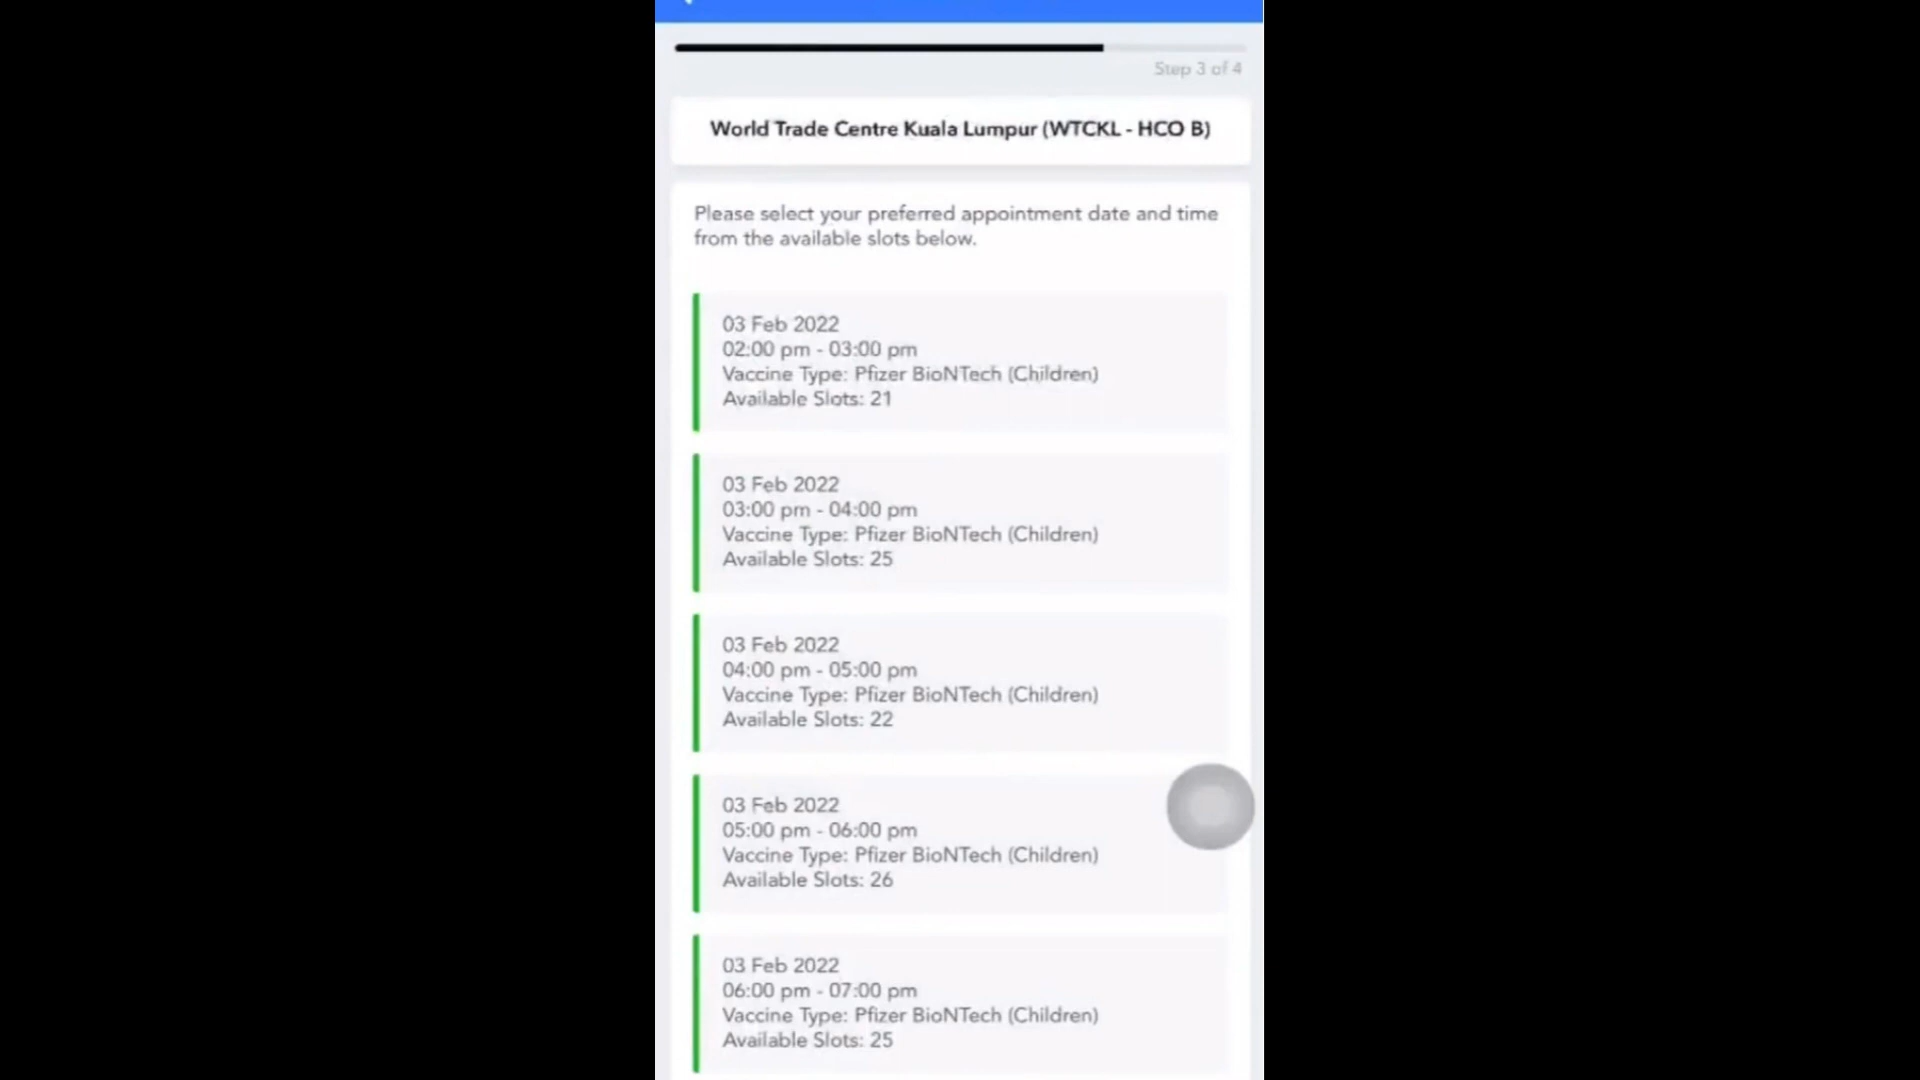 Step 3 of 4
World Trade Centre Kuala Lumpur (WTCKL - HCO B)
Please select your preferred appointment date and time
from the available slots below.
03 Feb 2022
02:00 pm - 03:00 pm
Vaccine Type: Pfizer BioNTech (Children)
Available Slots: 21
03 Feb 2022
03:00 pm - 04:00 pm
Vaccine Type: Pfizer BioNTech (Children)
Available Slots: 25
03 Feb 2022
04:00 pm - 05:00 pm
Vaccine Type: Pfizer BioNTech (Children)
Available Slots: 22
03 Feb 2022
05:00 pm - 06:00 pm
Vaccine Type: Pfizer BioNTech (Children)
Available Slots: 26
03 Feb 2022
06:00 pm - 07:00 pm
Vaccine Type: Pfizer BioNTech (Children)
Available Slots: 25